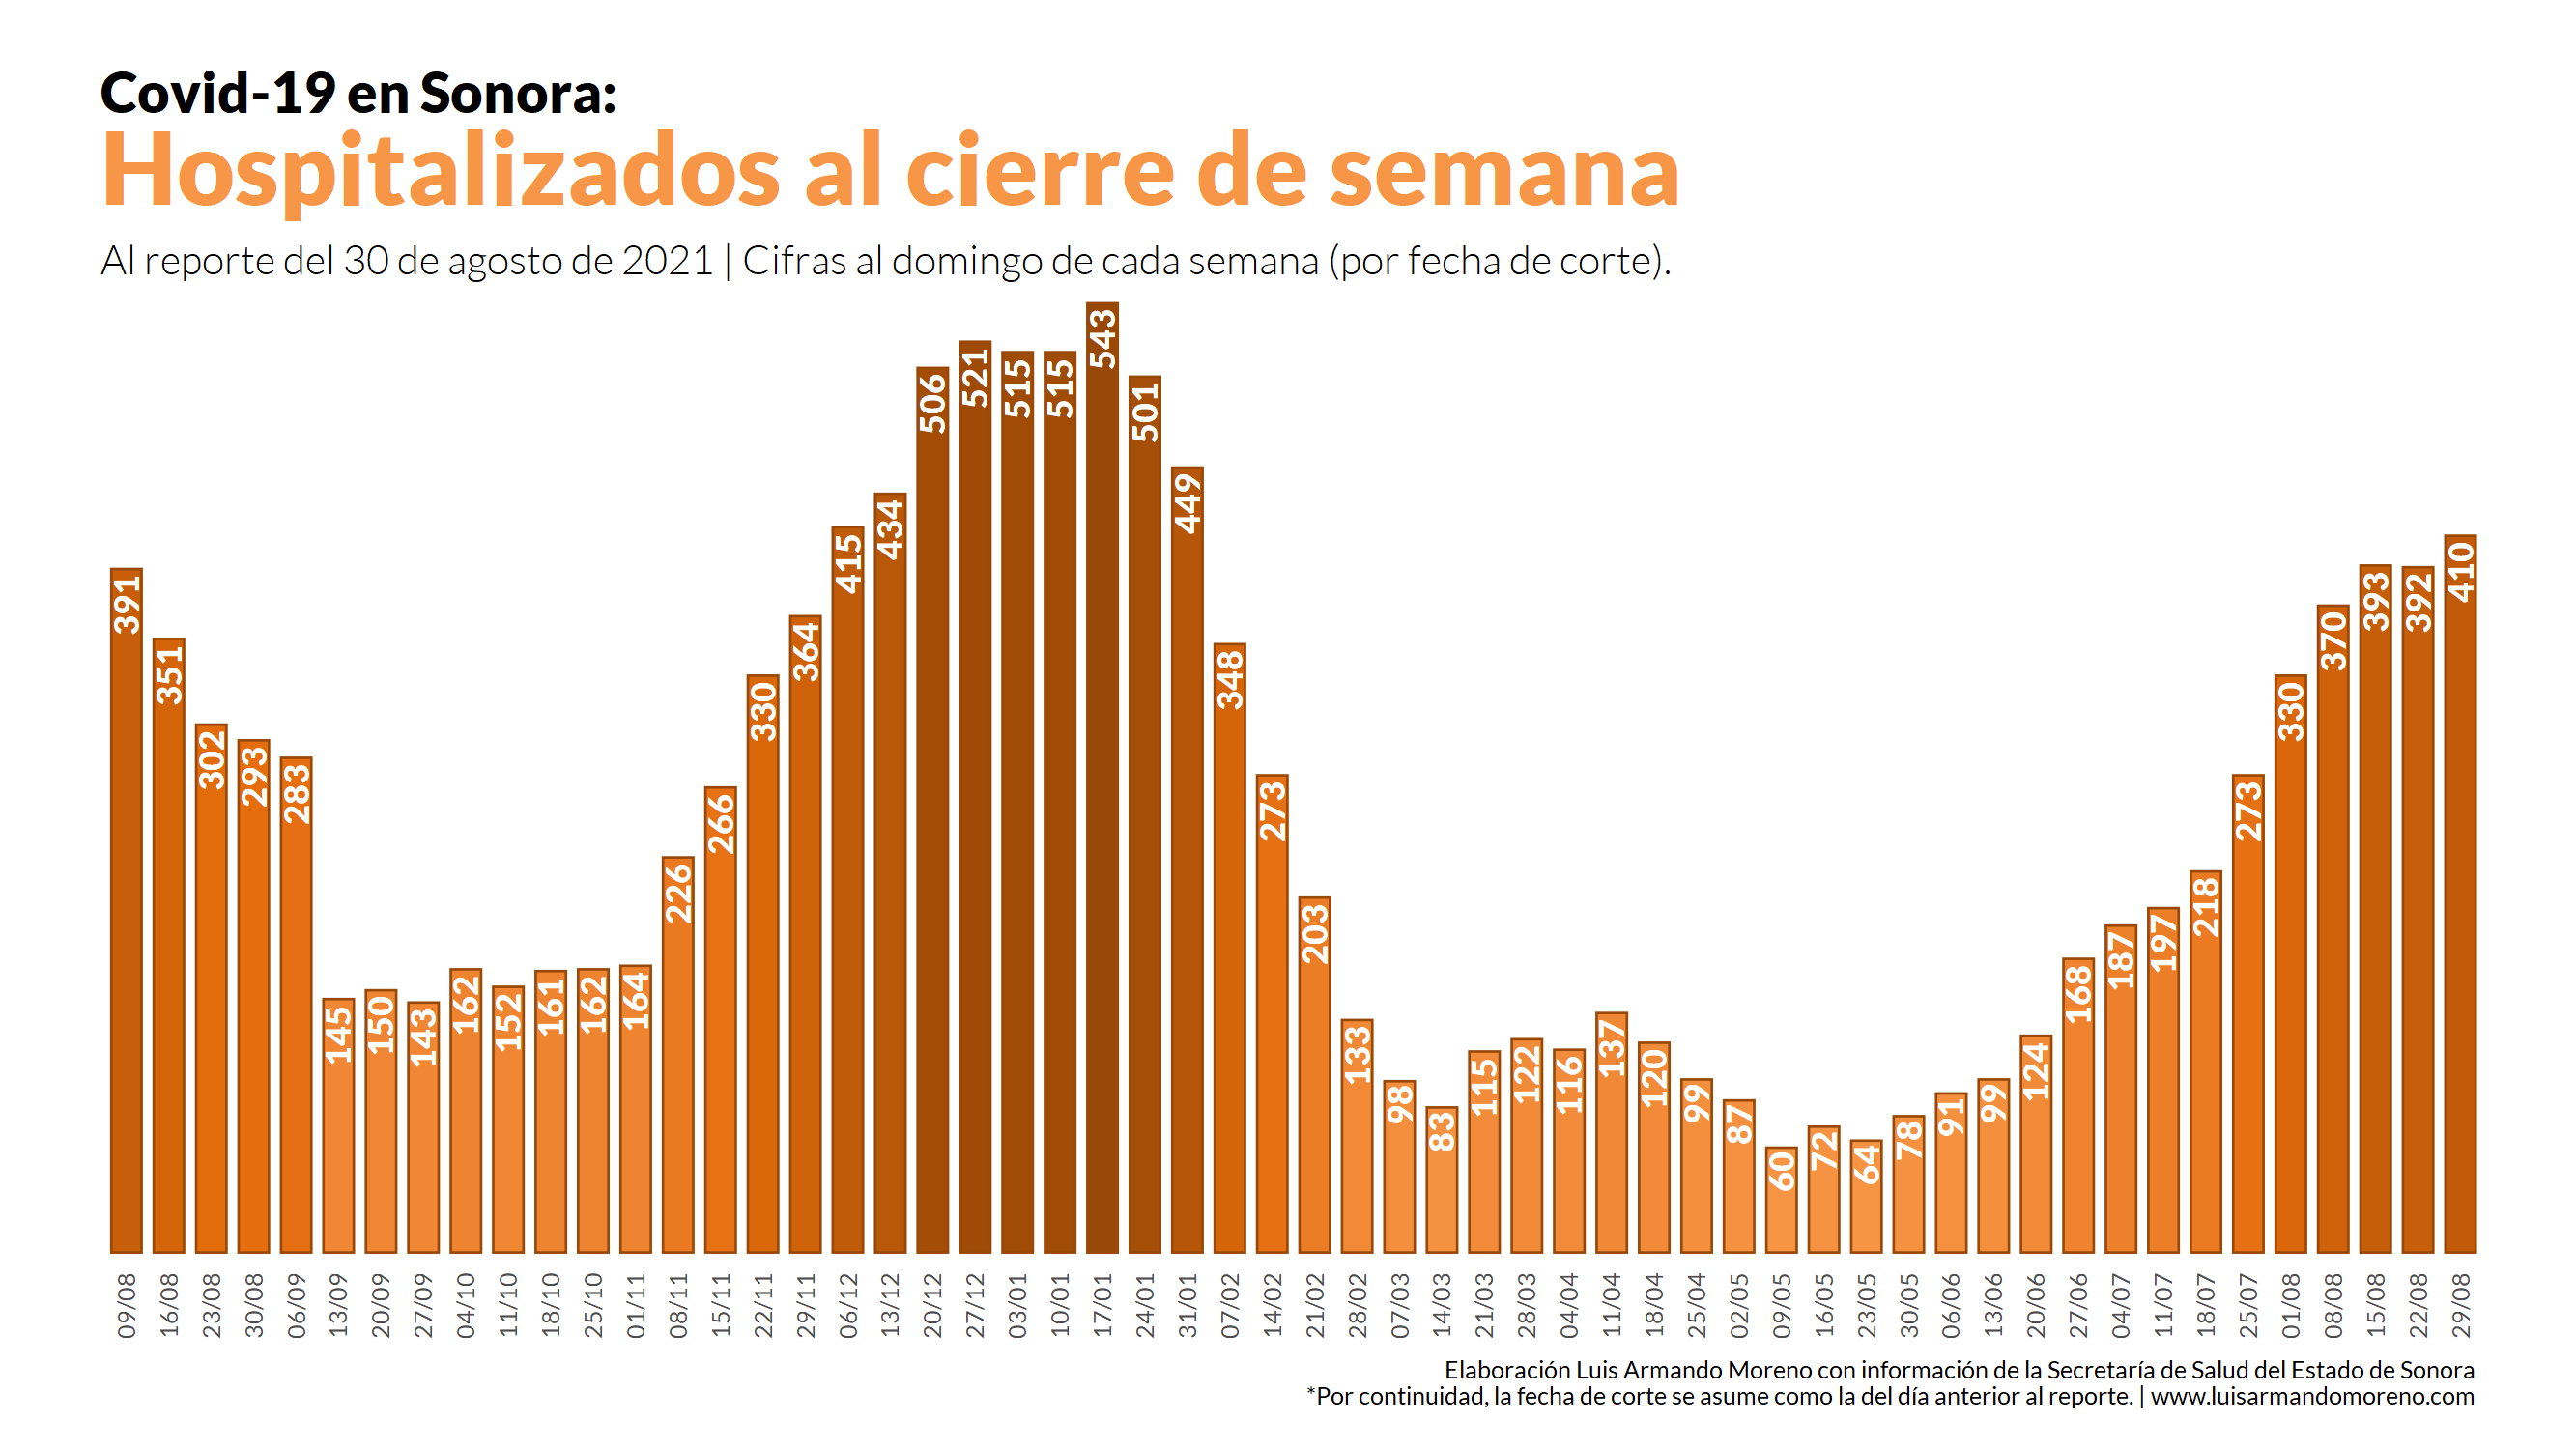 Covid-19 en Sonora:
Hospitalizados al cierre de semana
Al reporte del 30 de agosto de 2021 | Cifras al domingo de cada semana (por fecha de corte).
391 351 302 293 283 145 150 143 162 152 161 162 164 226 266 330 364 415 434 506 521 515 515 543 501 449 348 273 203 133 98 83 115 122 116 137 120 99 87 60 72 64 78 91 99 124 168 187 197 218 273 330 370 393 392 410
09/08 16/08 23/08 30/08 06/09 13/09 20/09 27/09 04/10 11/10 18/10 25/10 01/11 08/11 15/11 22/11 29/11 06/12 13/12 20/12 27/12 03/01 10/01 17/01 24/01 31/01 07/02 14/02 21/02 28/02 07/03 14/03 21/03 28/03 04/04 11/04 18/04 25/04 02/05 09/05 16/05 23/05 30/05 06/06 13/06 20/06 27/06 04/07 11/07 18/07 25/07 01/08 08/08 15/08 22/08 29/08
Elaboración Luis Armando Moreno con información de la Secretaría de Salud del Estado de Sonora
*Por continuidad, la fecha de corte se asume como la del día anterior al reporte. | www.luisarmandomoreno.com